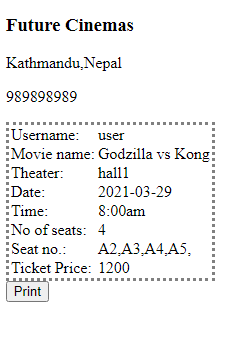 Future Cinemas
Kathmandu,Nepal
989898989
Username: user
Movie name: Godzilla vs Kong
Theater: hall1
Date: 2021-03-29
Time: 8:00am
No of seats: 4
Seat no.: A2,A3,A4,A5,
Ticket Price: 1200
Print